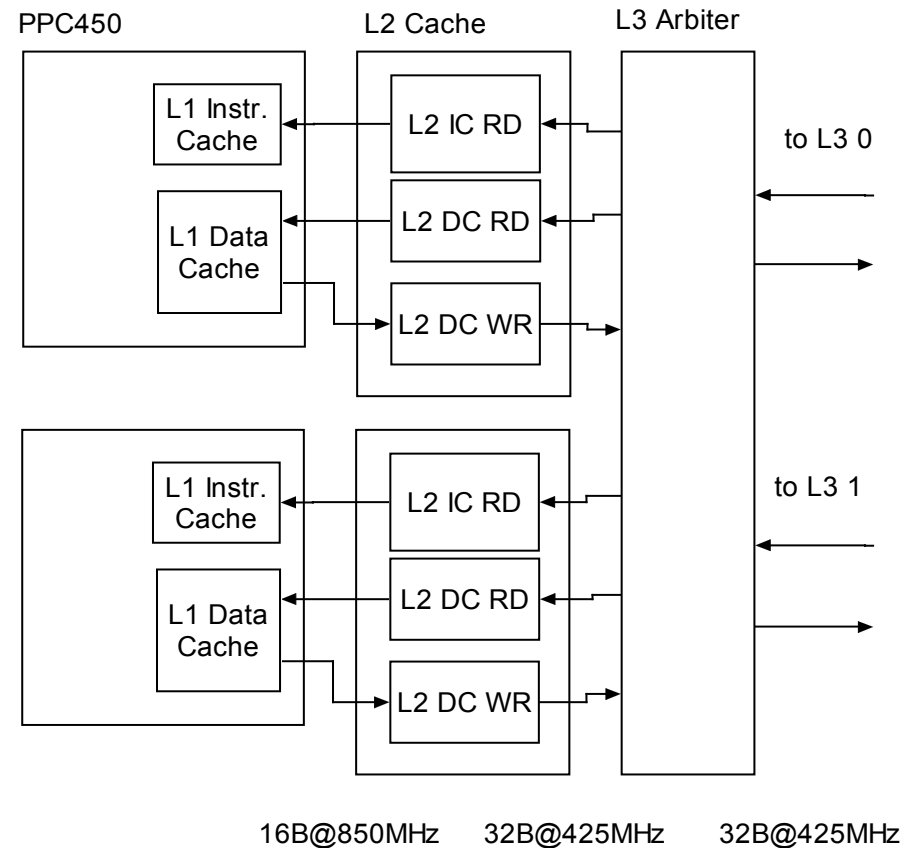 PPC450
L2 Cache
L3 Arbiter
L1 Instr.
Cache
L2 IC RD
to L3 0
L1 Data
Cache
L2 DC RD
L2 DC WR
L1 Instr.
Cache
L2 IC RD
to L3 1
L1 Data
Cache
L2 DC RD
L2 DC WR
16B@850MHz
32B@425MHz
32B@425MHz